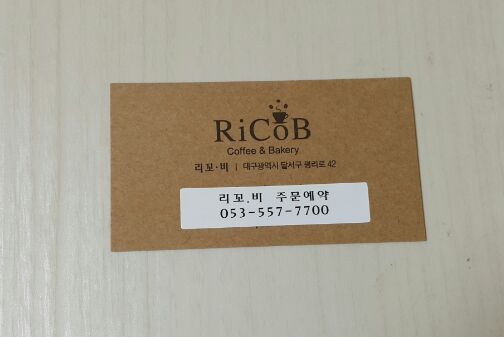 RiCoB
Coffee & Bakery
리꼬·비 | 대구광역시 달서구 평리로 42
리꼬.비 주문예약
053-557-7700